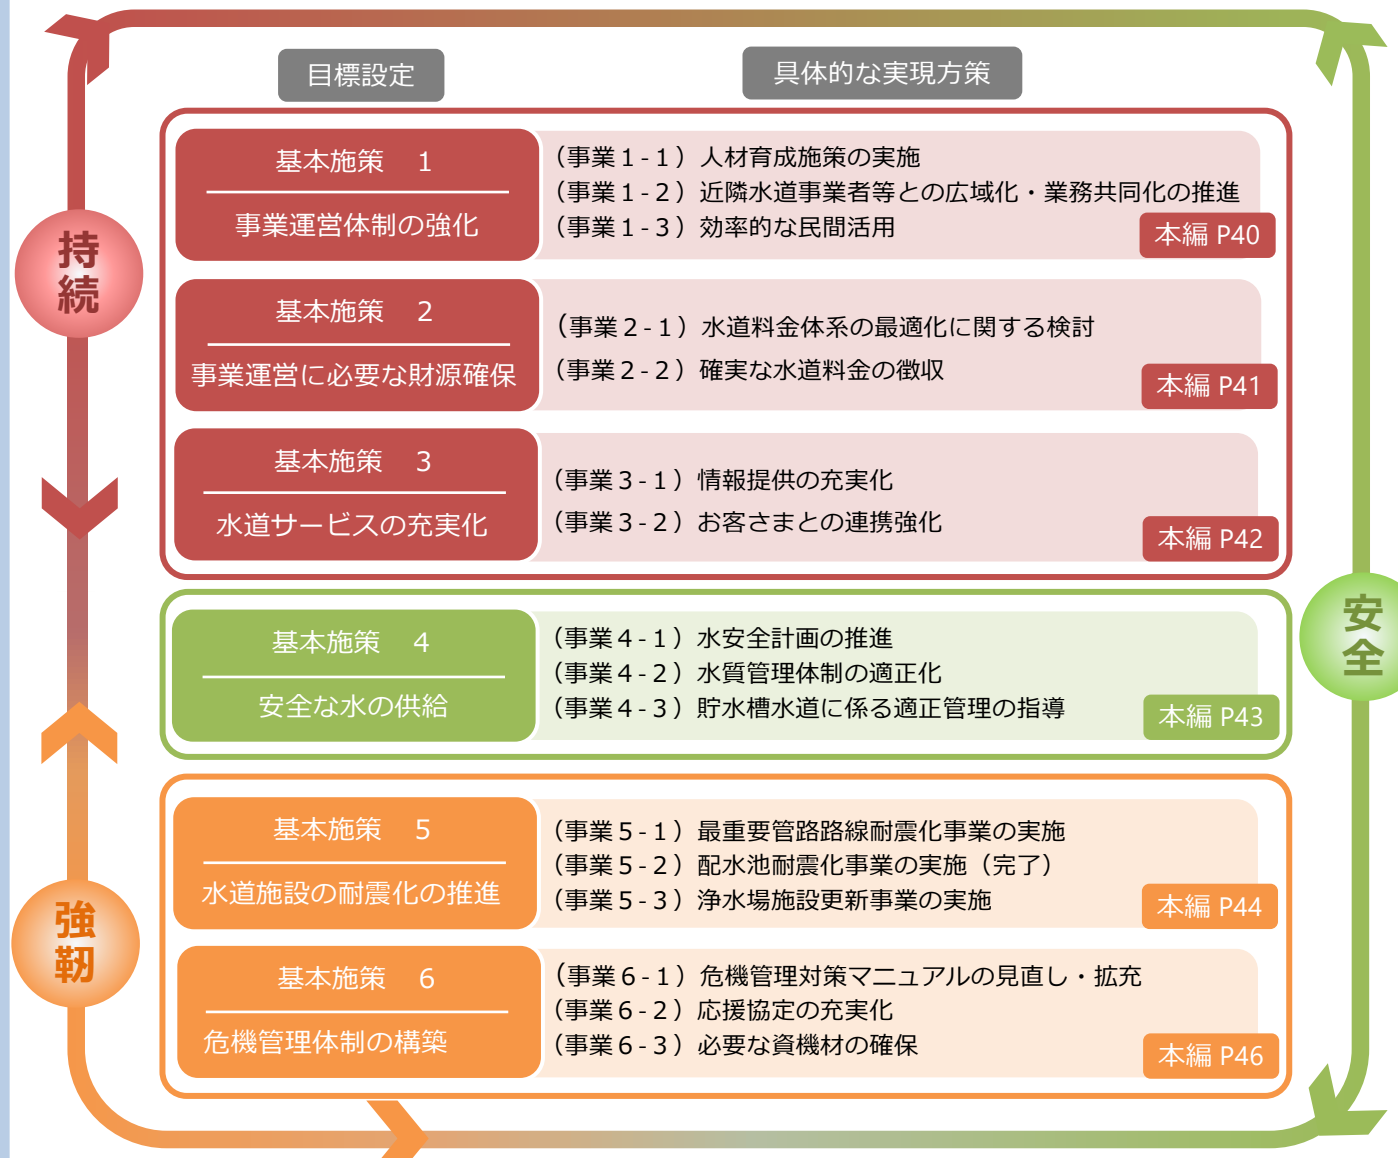 目標設定
具体的な実現方策
持続
基本施策　１
事業運営体制の強化
（事業１-１）人材育成施策の実施
（事業１-２）近隣水道事業者等との広域化・業務共同化の推進
（事業１-３）効率的な民間活用
本編 P40
基本施策　２
事業運営に必要な財源確保
（事業２-１）水道料金体系の最適化に関する検討
（事業２-２）確実な水道料金の徴収
本編 P41
基本施策　３
水道サービスの充実化
（事業３-１）情報提供の充実化
（事業３-２）お客さまとの連携強化
本編 P42
安全
基本施策　４
安全な水の供給
（事業４-１）水安全計画の推進
（事業４-２）水質管理体制の適正化
（事業４-３）貯水槽水道に係る適正管理の指導
本編 P43
強靭
基本施策　５
水道施設の耐震化の推進
（事業５-１）最重要管路路線耐震化事業の実施
（事業５-２）配水池耐震化事業の実施（完了）
（事業５-３）浄水場施設更新事業の実施
本編 P44
基本施策　６
危機管理体制の構築
（事業６-１）危機管理対策マニュアルの見直し・拡充
（事業６-２）応援協定の充実化
（事業６-３）必要な資機材の確保
本編 P46